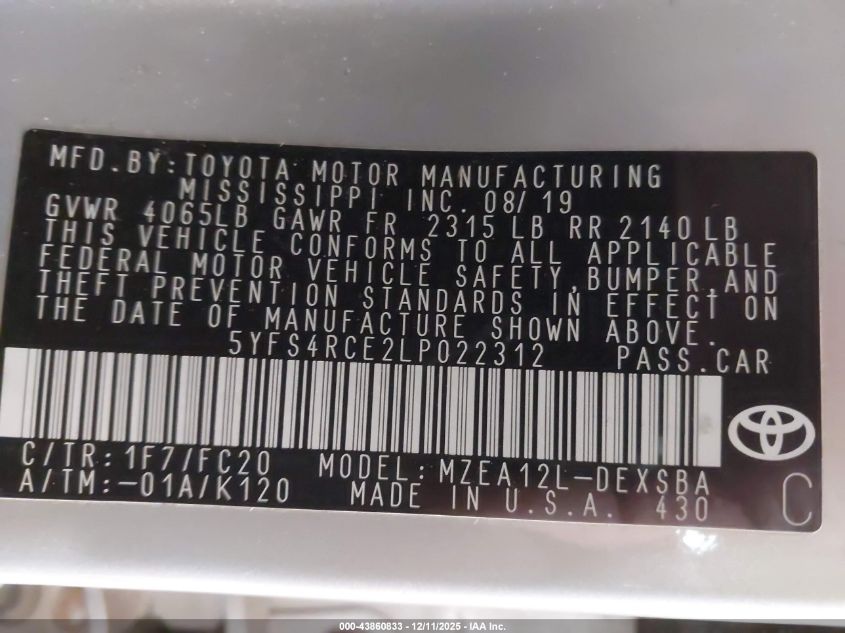 MFD.BY:TOYOTA MOTOR MANUFACTURING
MISSISSIPPI INC. 08/19
GVWR 4065LB GAWR FR 2315 LB RR 2140 LB
THIS VEHICLE CONFORMS TO ALL APPLICABLE
FEDERAL MOTOR VEHICLE SAFETY,BUMPER,AND
THEFT PREVENTION STANDARDS IN EFFECT ON
THE DATE OF MANUFACTURE SHOWN ABOVE.
5YFS4RCE2LP022312 PASS.CAR
C/TR: 1F7/FC20 MODEL: MZEA12L-DEXSBA
A/TM:-01A/K120 MADE IN U.S.A. 430
C
000-43860833 - 12/11/2025 - IAA Inc.